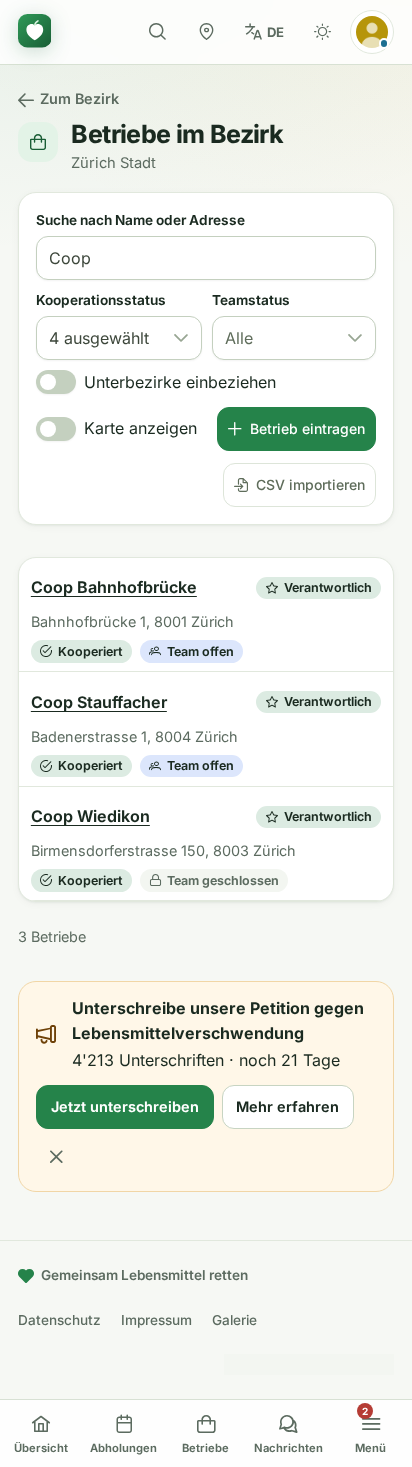 DE
Zum Bezirk
Betriebe im Bezirk
Zürich Stadt
Suche nach Name oder Adresse
Coop
Kooperationsstatus Teamstatus
4 ausgewählt Alle
Unterbezirke einbeziehen
Karte anzeigen Betrieb eintragen
CSV importieren
Coop Bahnhofbrücke Verantwortlich
Bahnhofbrücke 1, 8001 Zürich
Kooperiert Team offen
Coop Stauffacher Verantwortlich
Badenerstrasse 1, 8004 Zürich
Kooperiert Team offen
Coop Wiedikon Verantwortlich
Birmensdorferstrasse 150, 8003 Zürich
Kooperiert Team geschlossen
3 Betriebe
Unterschreibe unsere Petition gegen
Lebensmittelverschwendung
4'213 Unterschriften · noch 21 Tage
Jetzt unterschreiben Mehr erfahren
Gemeinsam Lebensmittel retten
Datenschutz Impressum Galerie
2
Übersicht Abholungen Betriebe Nachrichten Menü